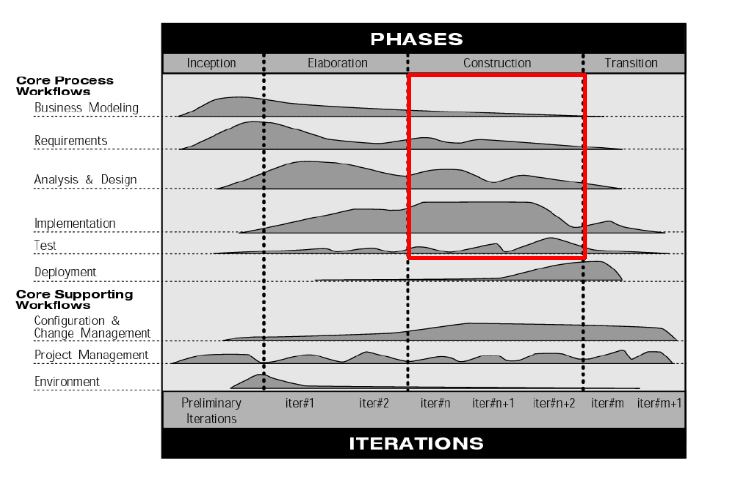 PHASES
Inception Elaboration Construction Transition
Core Process
Workflows
Business Modeling
Requirements
Analysis & Design
Implementation
Test
Deployment
Core Supporting
Workflows
Configuration &
Change Management
Project Management
Environment
Preliminary
Iterations
iter#1 iter#2 iter#n iter#n+1 iter#n+2 iter#m iter#m+1
ITERATIONS